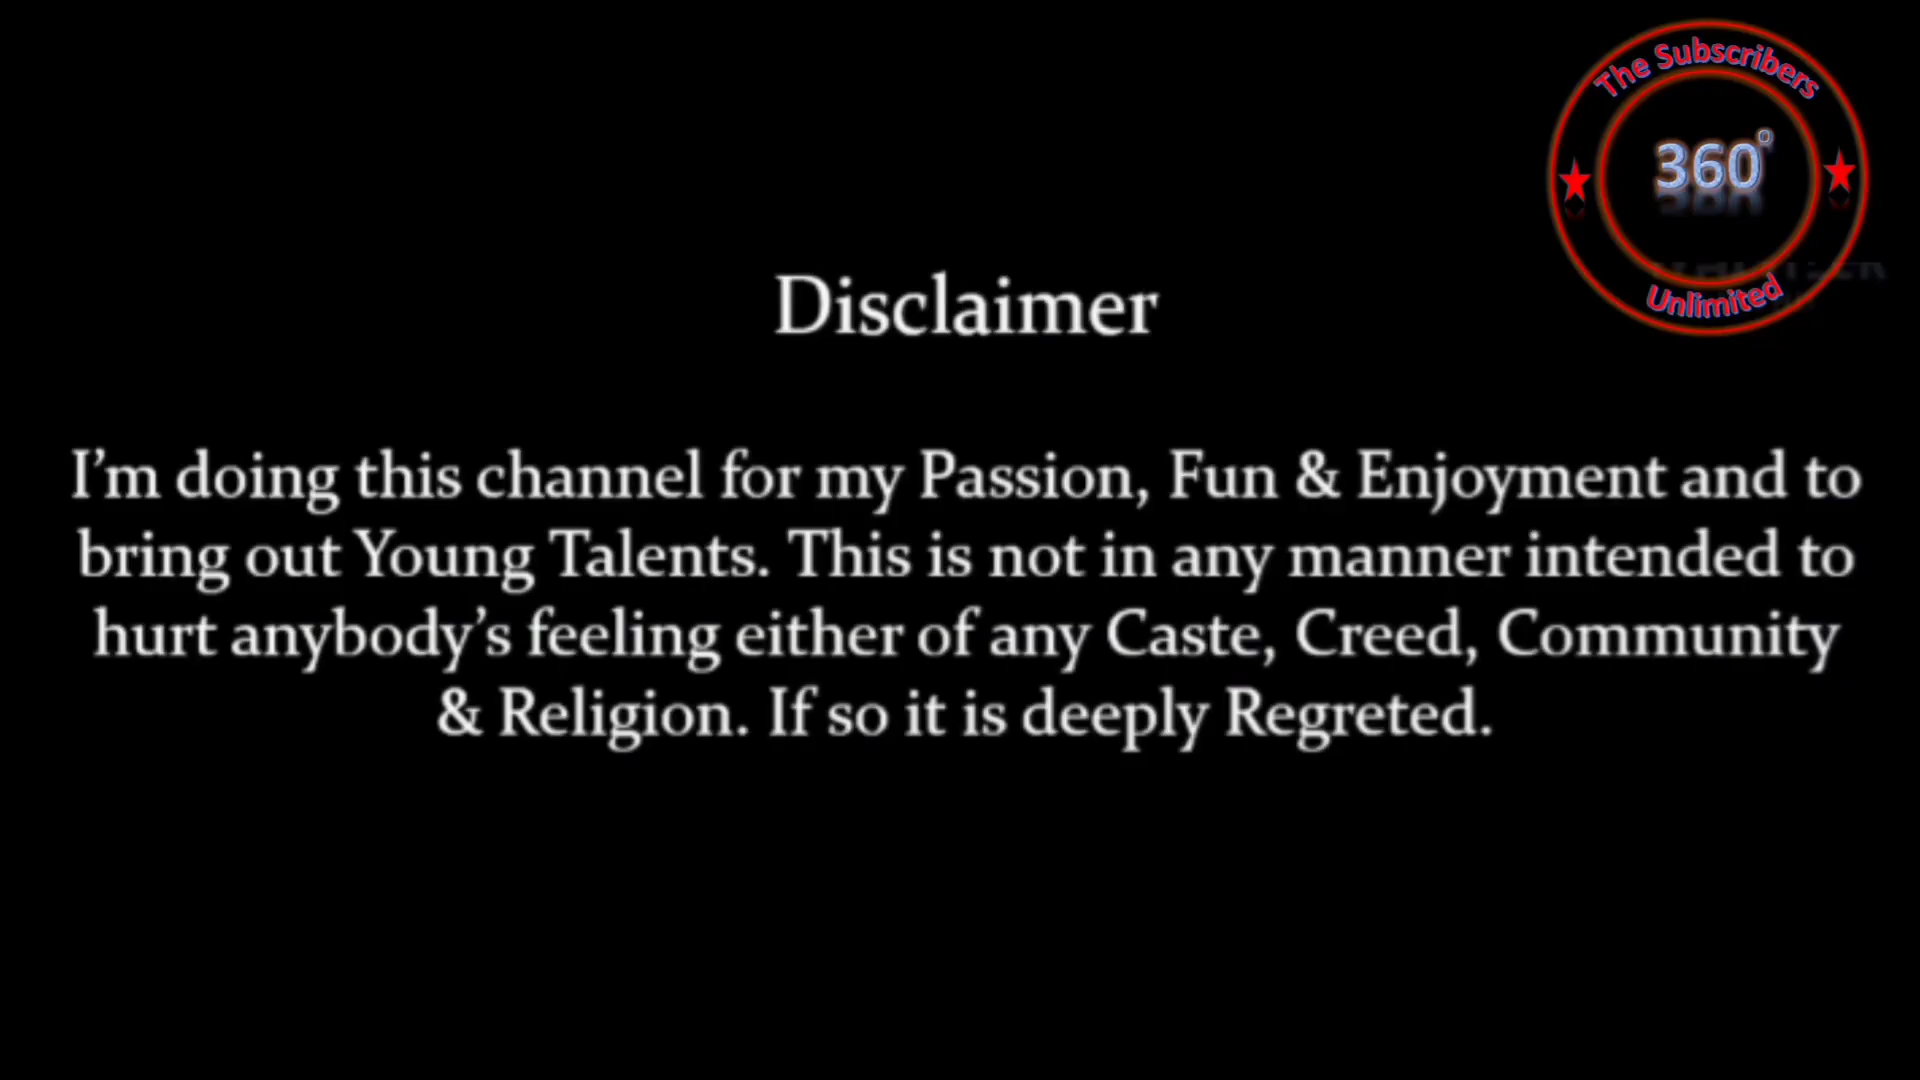 The Subscribers
360°
Unlimited
Disclaimer
I'm doing this channel for my Passion, Fun & Enjoyment and to
bring out Young Talents. This is not in any manner intended to
hurt anybody's feeling either of any Caste, Creed, Community
& Religion. If so it is deeply Regreted.